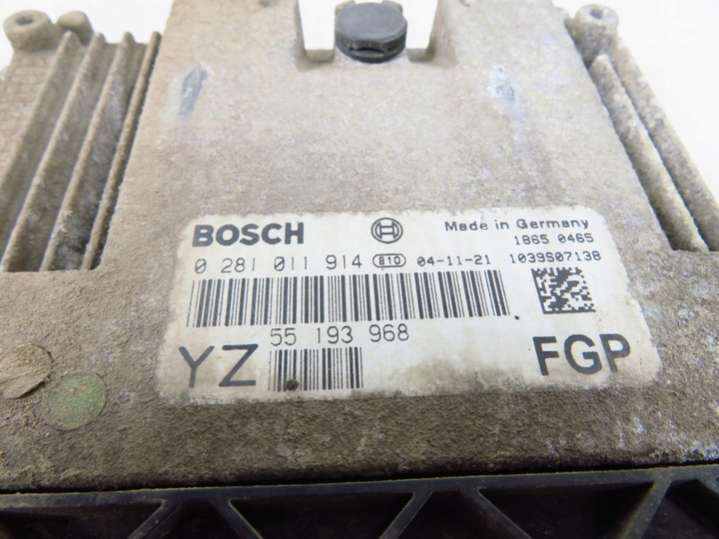 BOSCH Made in Germany
1865 0465
0 281 011 914 810 04-11-21 1039S07138
55 193 968
YZ FGP